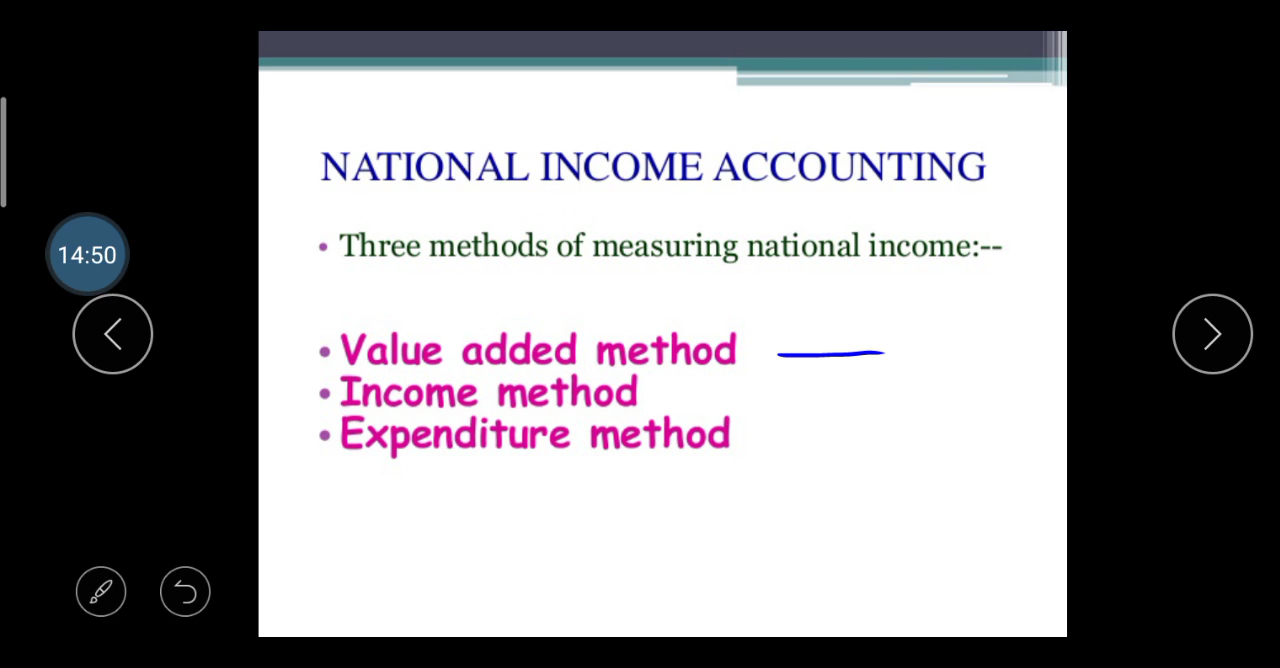 NATIONAL INCOME ACCOUNTING
• Three methods of measuring national income:--
14:50
• Value added method
• Income method
• Expenditure method